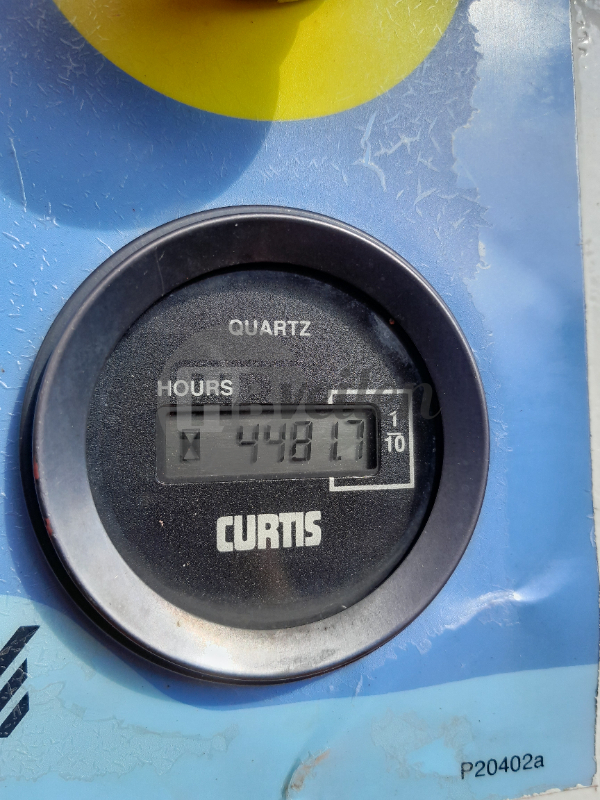 QUARTZ
HOURS
4481.7
1
10
CURTIS
P20402a